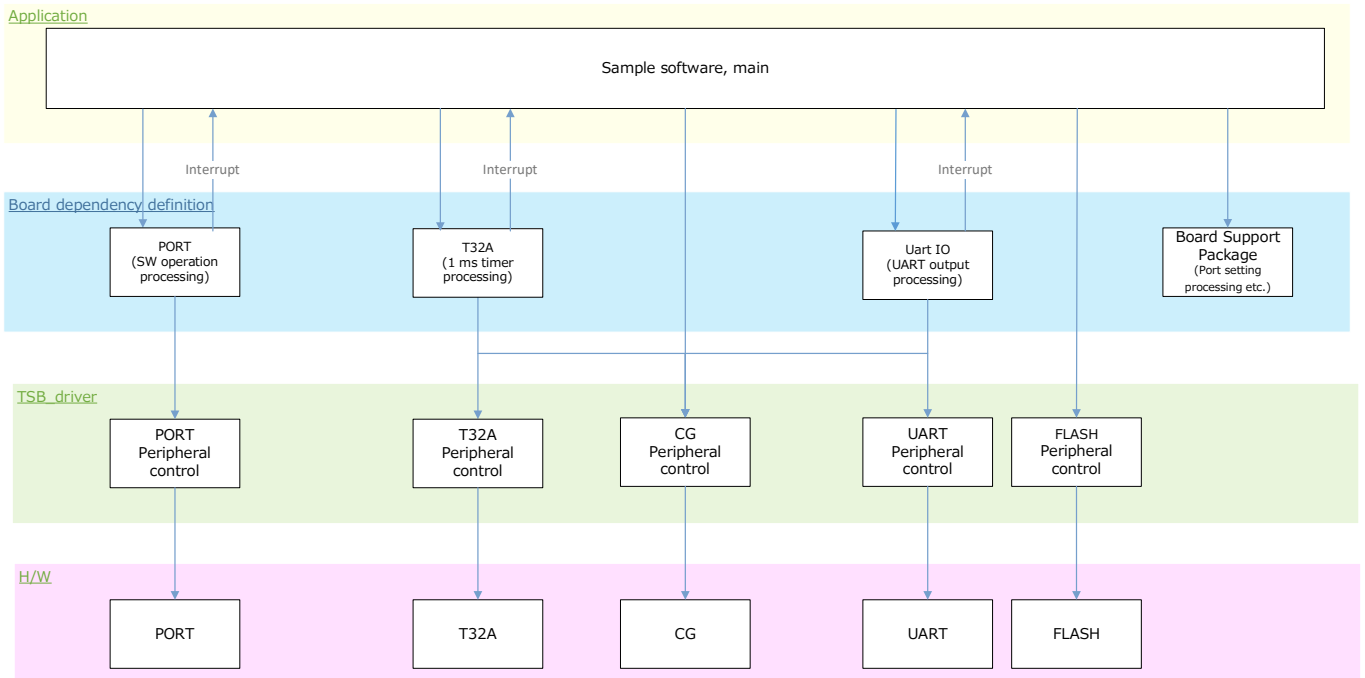 Application
Sample software, main
Interrupt
Interrupt
Interrupt
Board dependency definition
PORT
(SW operation
processing)
T32A
(1 ms timer
processing)
Uart IO
(UART output
processing)
Board Support
Package
(Port setting
processing etc.)
TSB_driver
PORT
Peripheral
control
T32A
Peripheral
control
CG
Peripheral
control
UART
Peripheral
control
FLASH
Peripheral
control
H/W
PORT
T32A
CG
UART
FLASH